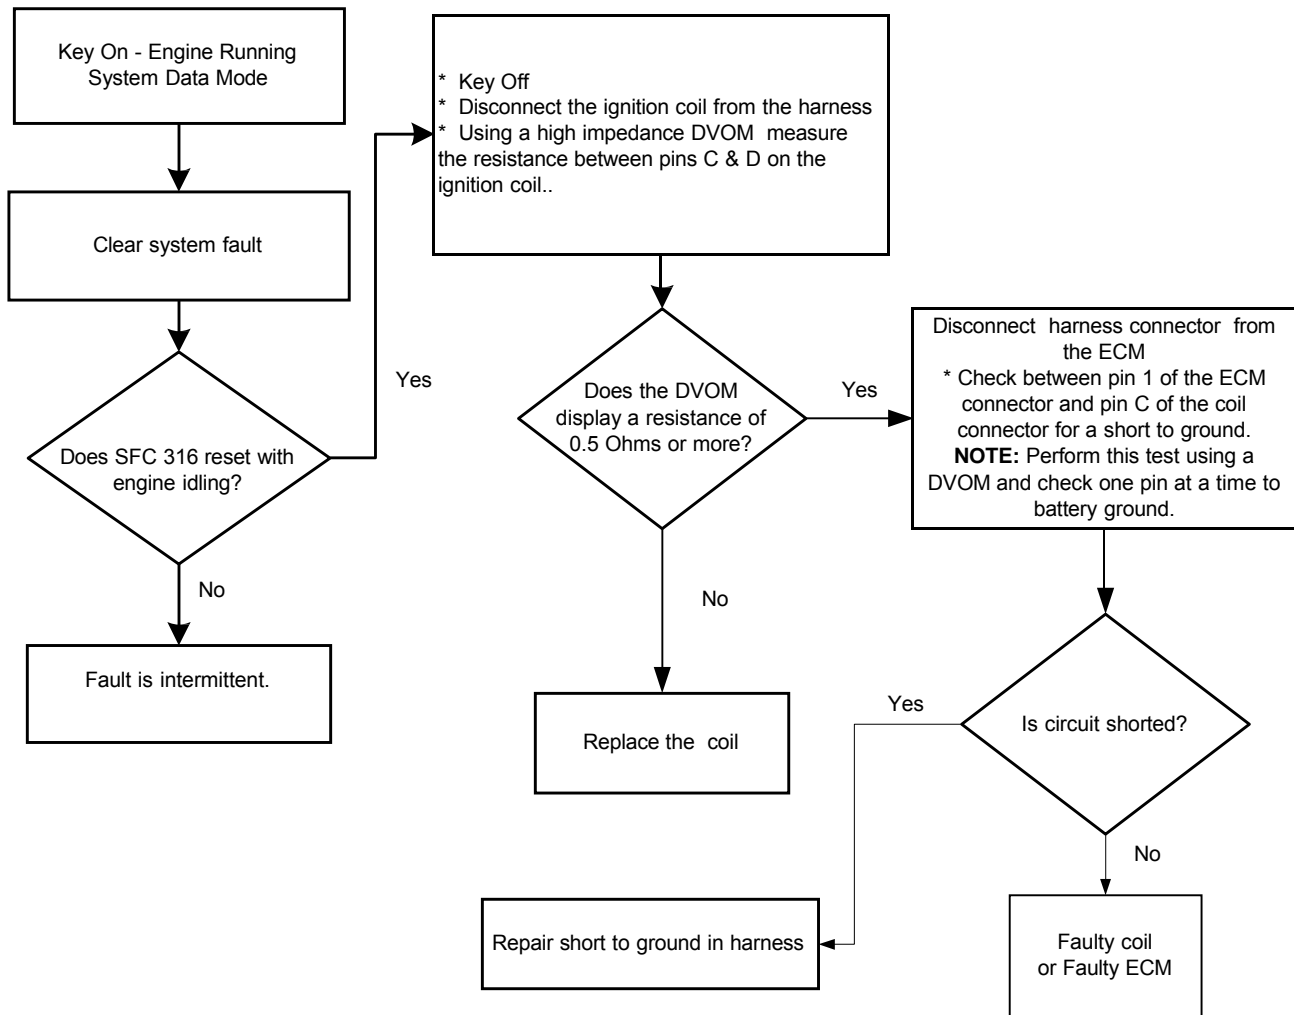 Key On - Engine Running
System Data Mode
Clear system fault
Does SFC 316 reset with
engine idling?
Yes
No
Fault is intermittent.
* Key Off
* Disconnect the ignition coil from the harness
* Using a high impedance DVOM measure
the resistance between pins C & D on the
ignition coil..
Does the DVOM
display a resistance of
0.5 Ohms or more?
Yes
No
Replace the coil
Disconnect harness connector from
the ECM
* Check between pin 1 of the ECM
connector and pin C of the coil
connector for a short to ground.
NOTE: Perform this test using a
DVOM and check one pin at a time to
battery ground.
Is circuit shorted?
Yes
No
Repair short to ground in harness
Faulty coil
or Faulty ECM